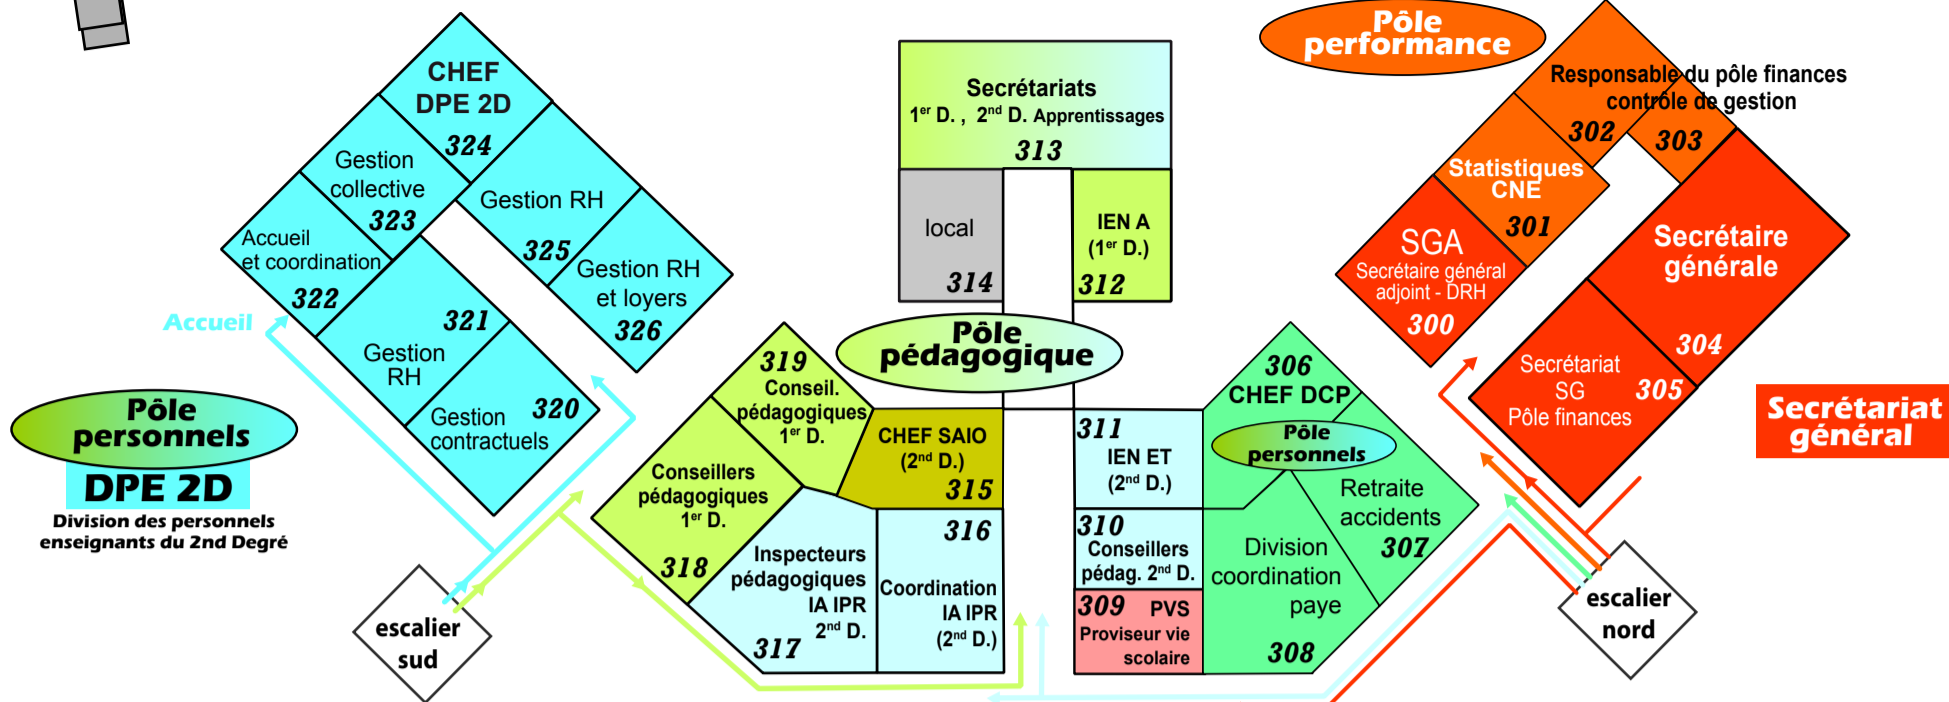 CHEF
DPE 2D
324
Gestion
collective
323
Accueil
et coordination
322
Gestion RH
325
Gestion RH
et loyers
326
321
Gestion
RH
Gestion
contractuels
320
Accueil
Pôle
personnels
DPE 2D
Division des personnels
enseignants du 2nd Degré
escalier
sud
Secrétariats
1er D. , 2nd D. Apprentissages
313
local
314
IEN A
(1er D.)
312
Pôle
pédagogique
319
Conseil.
pédagogiques
1er D.
Conseillers
pédagogiques
1er D.
318
CHEF SAIO
(2nd D.)
315
Inspecteurs
pédagogiques
IA IPR
2nd D.
317
316
Coordination
IA IPR
(2nd D.)
311
IEN ET
(2nd D.)
310
Conseillers
pédag. 2nd D.
309 PVS
Proviseur vie
scolaire
306
CHEF DCP
Pôle
personnels
Retraite
accidents
307
Division
coordination
paye
308
Pôle
performance
Responsable du pôle finances
contrôle de gestion
302
303
Statistiques
CNE
301
SGA
Secrétaire général
adjoint - DRH
300
Secrétaire
générale
304
Secrétariat
SG
Pôle finances
305
Secrétariat
général
escalier
nord